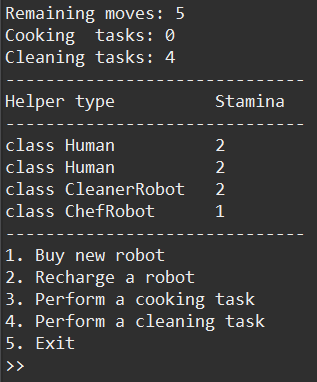 Remaining moves: 5
Cooking  tasks: 0
Cleaning tasks: 4
------------------------------
Helper type          Stamina
------------------------------
class Human          2
class Human          2
class CleanerRobot   2
class ChefRobot      1
------------------------------
1. Buy new robot
2. Recharge a robot
3. Perform a cooking task
4. Perform a cleaning task
5. Exit
>>